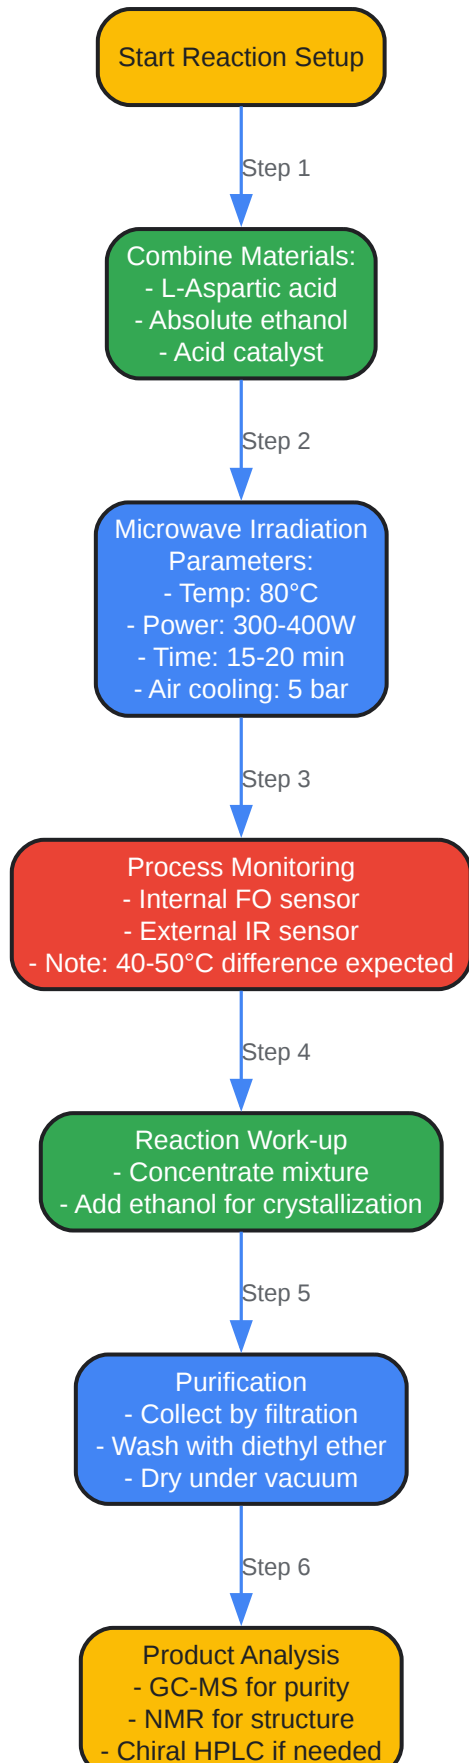 Start Reaction Setup
Step 1
Combine Materials:
- L-Aspartic acid
- Absolute ethanol
- Acid catalyst
Step 2
Microwave Irradiation
Parameters:
- Temp: 80°C
- Power: 300-400W
- Time: 15-20 min
- Air cooling: 5 bar
Step 3
Process Monitoring
- Internal FO sensor
- External IR sensor
- Note: 40-50°C difference expected
Step 4
Reaction Work-up
- Concentrate mixture
- Add ethanol for crystallization
Step 5
Purification
- Collect by filtration
- Wash with diethyl ether
- Dry under vacuum
Step 6
Product Analysis
- GC-MS for purity
- NMR for structure
- Chiral HPLC if needed